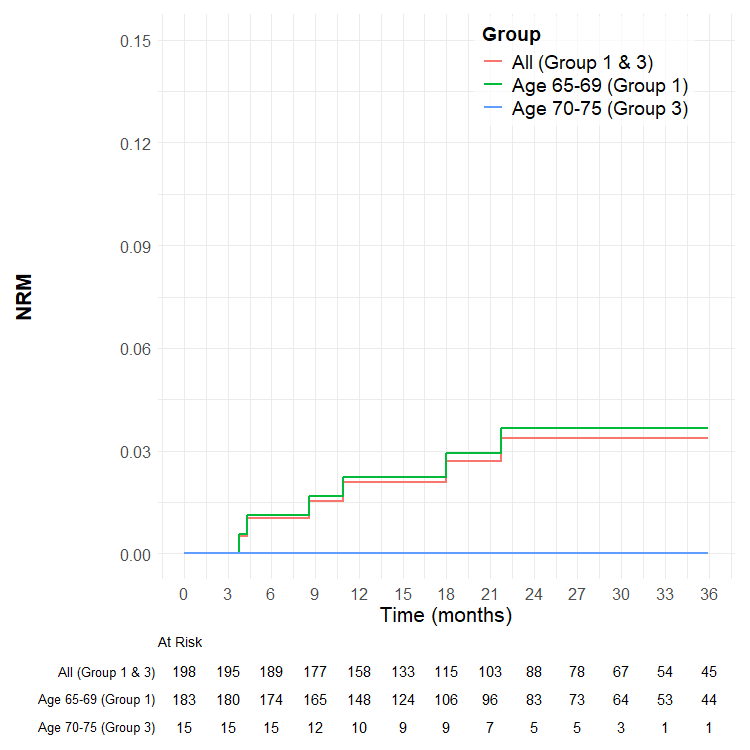 Group
All (Group 1 & 3)
Age 65-69 (Group 1)
Age 70-75 (Group 3)
0.15
0.12
0.09
0.06
0.03
0.00
NRM
0 3 6 9 12 15 18 21 24 27 30 33 36
Time (months)
At Risk
All (Group 1 & 3) 198 195 189 177 158 133 115 103 88 78 67 54 45
Age 65-69 (Group 1) 183 180 174 165 148 124 106 96 83 73 64 53 44
Age 70-75 (Group 3) 15 15 15 12 10 9 9 7 5 5 3 1 1